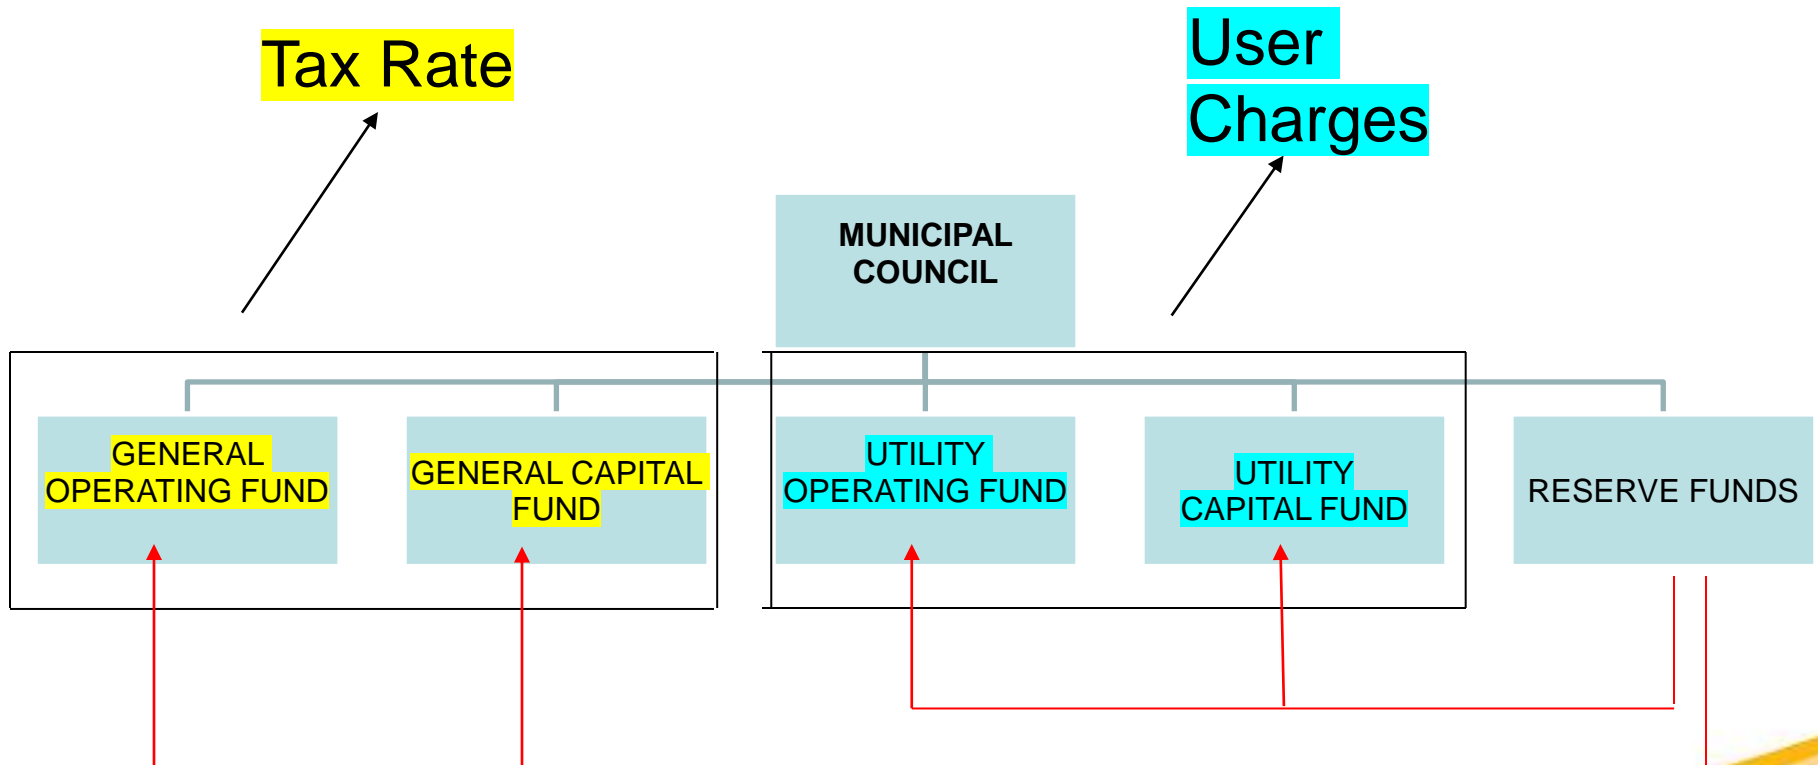 Tax Rate
User
Charges
MUNICIPAL
COUNCIL
GENERAL
OPERATING FUND
GENERAL CAPITAL
FUND
UTILITY
OPERATING FUND
UTILITY
CAPITAL FUND
RESERVE FUNDS